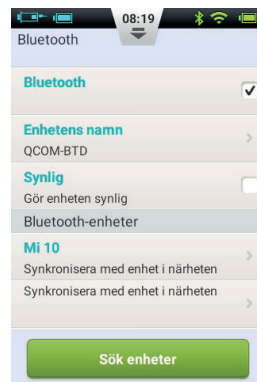 08:19
Bluetooth
Bluetooth
Enhetens namn
QCOM-BTD
Synlig
Gör enheten synlig
Bluetooth-enheter
Mi 10
Synkronisera med enhet i närheten
Synkronisera med enhet i närheten
Sök enheter